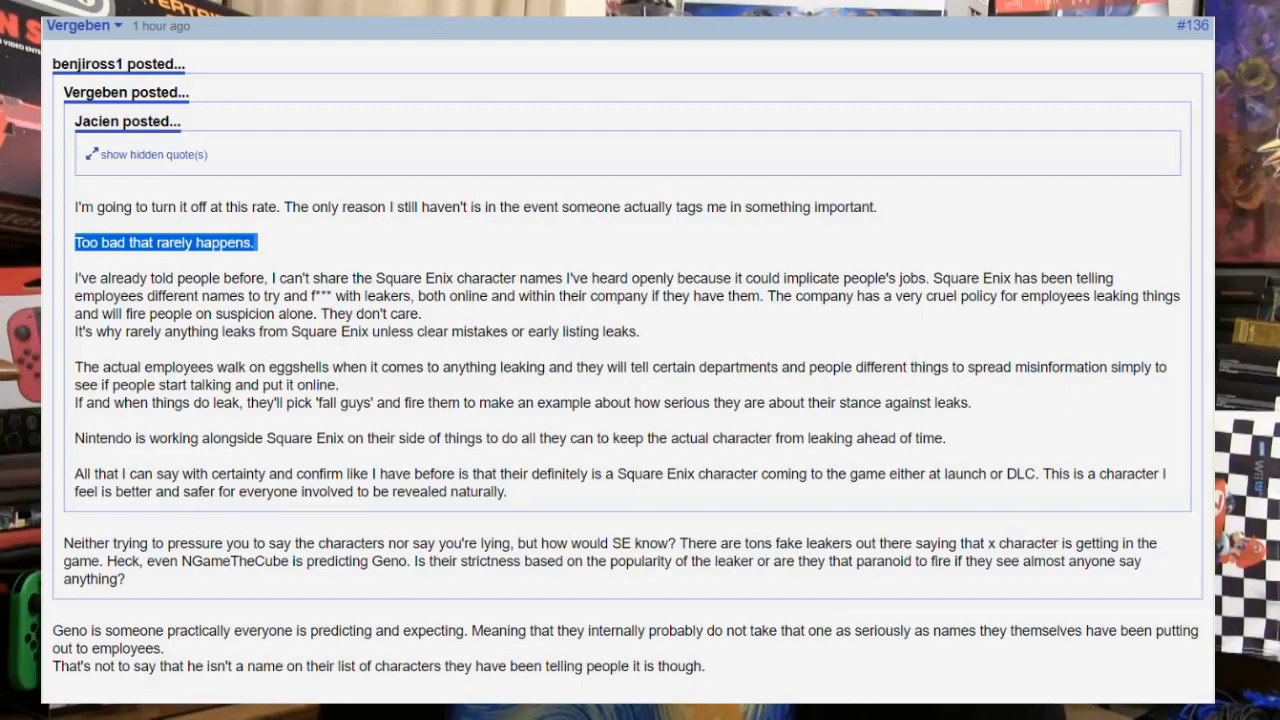 Vergeben 1 hour ago #136
benjiross1 posted...
Vergeben posted...
Jacien posted...
show hidden quote(s)
I'm going to turn it off at this rate. The only reason I still haven't is in the event someone actually tags me in something important.
Too bad that rarely happens.
I've already told people before, I can't share the Square Enix character names I've heard openly because it could implicate people's jobs. Square Enix has been telling
employees different names to try and f*** with leakers, both online and within their company if they have them. The company has a very cruel policy for employees leaking things
and will fire people on suspicion alone. They don't care.
It's why rarely anything leaks from Square Enix unless clear mistakes or early listing leaks.
The actual employees walk on eggshells when it comes to anything leaking and they will tell certain departments and people different things to spread misinformation simply to
see if people start talking and put it online.
If and when things do leak, they'll pick 'fall guys' and fire them to make an example about how serious they are about their stance against leaks.
Nintendo is working alongside Square Enix on their side of things to do all they can to keep the actual character from leaking ahead of time.
All that I can say with certainty and confirm like I have before is that their definitely is a Square Enix character coming to the game either at launch or DLC. This is a character I
feel is better and safer for everyone involved to be revealed naturally.
Neither trying to pressure you to say the characters nor say you're lying, but how would SE know? There are tons fake leakers out there saying that x character is getting in the
game. Heck, even NGameTheCube is predicting Geno. Is their strictness based on the popularity of the leaker or are they that paranoid to fire if they see almost anyone say
anything?
Geno is someone practically everyone is predicting and expecting. Meaning that they internally probably do not take that one as seriously as names they themselves have been putting
out to employees.
That's not to say that he isn't a name on their list of characters they have been telling people it is though.